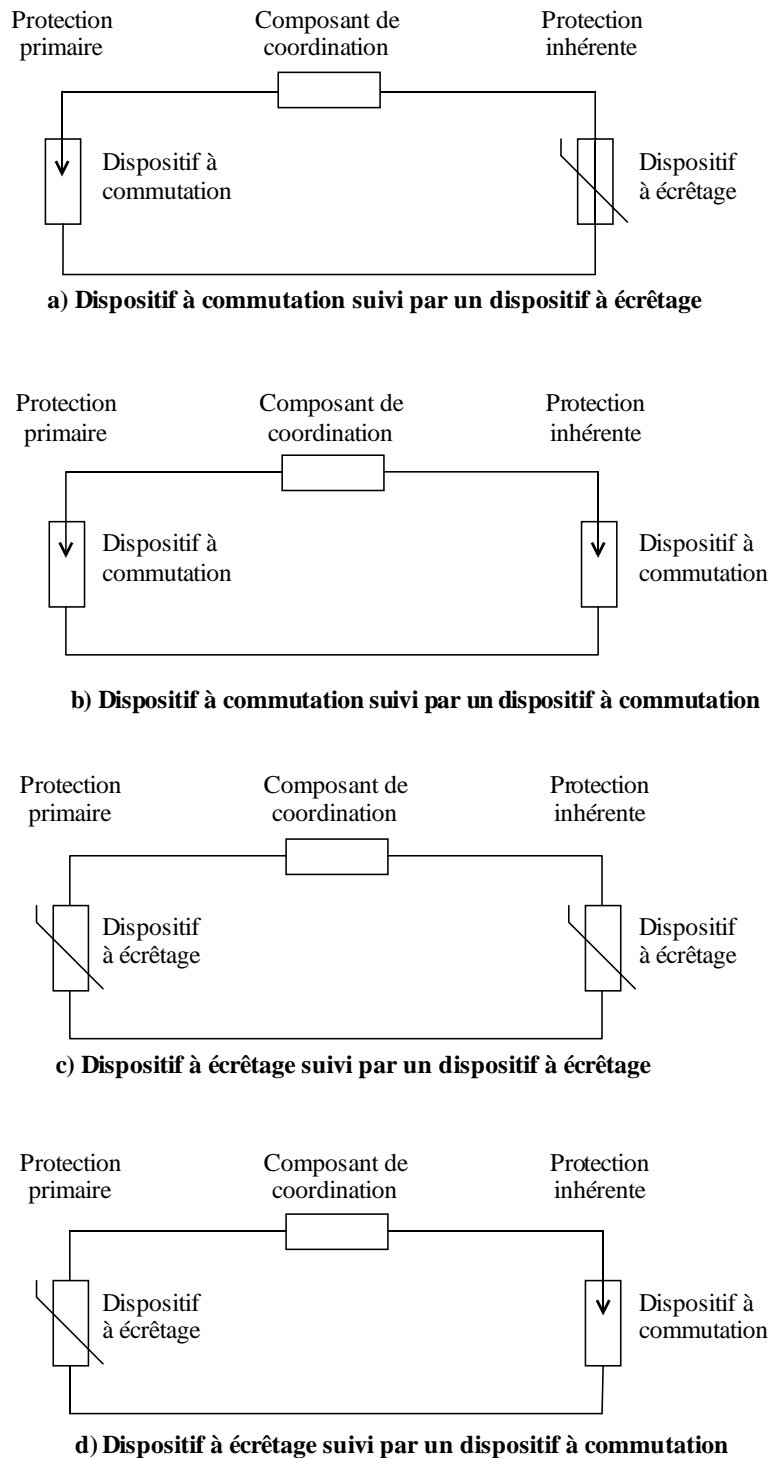 Protection
primaire
Composant de
coordination
Protection
inhérente
Dispositif à
commutation
Dispositif
à écrêtage
a) Dispositif à commutation suivi par un dispositif à écrêtage
Protection
primaire
Composant de
coordination
Protection
inhérente
Dispositif à
commutation
Dispositif à
commutation
b) Dispositif à commutation suivi par un dispositif à commutation
Protection
primaire
Composant de
coordination
Protection
inhérente
Dispositif
à écrêtage
Dispositif
à écrêtage
c) Dispositif à écrêtage suivi par un dispositif à écrêtage
Protection
primaire
Composant de
coordination
Protection
inhérente
Dispositif
à écrêtage
Dispositif à
commutation
d) Dispositif à écrêtage suivi par un dispositif à commutation